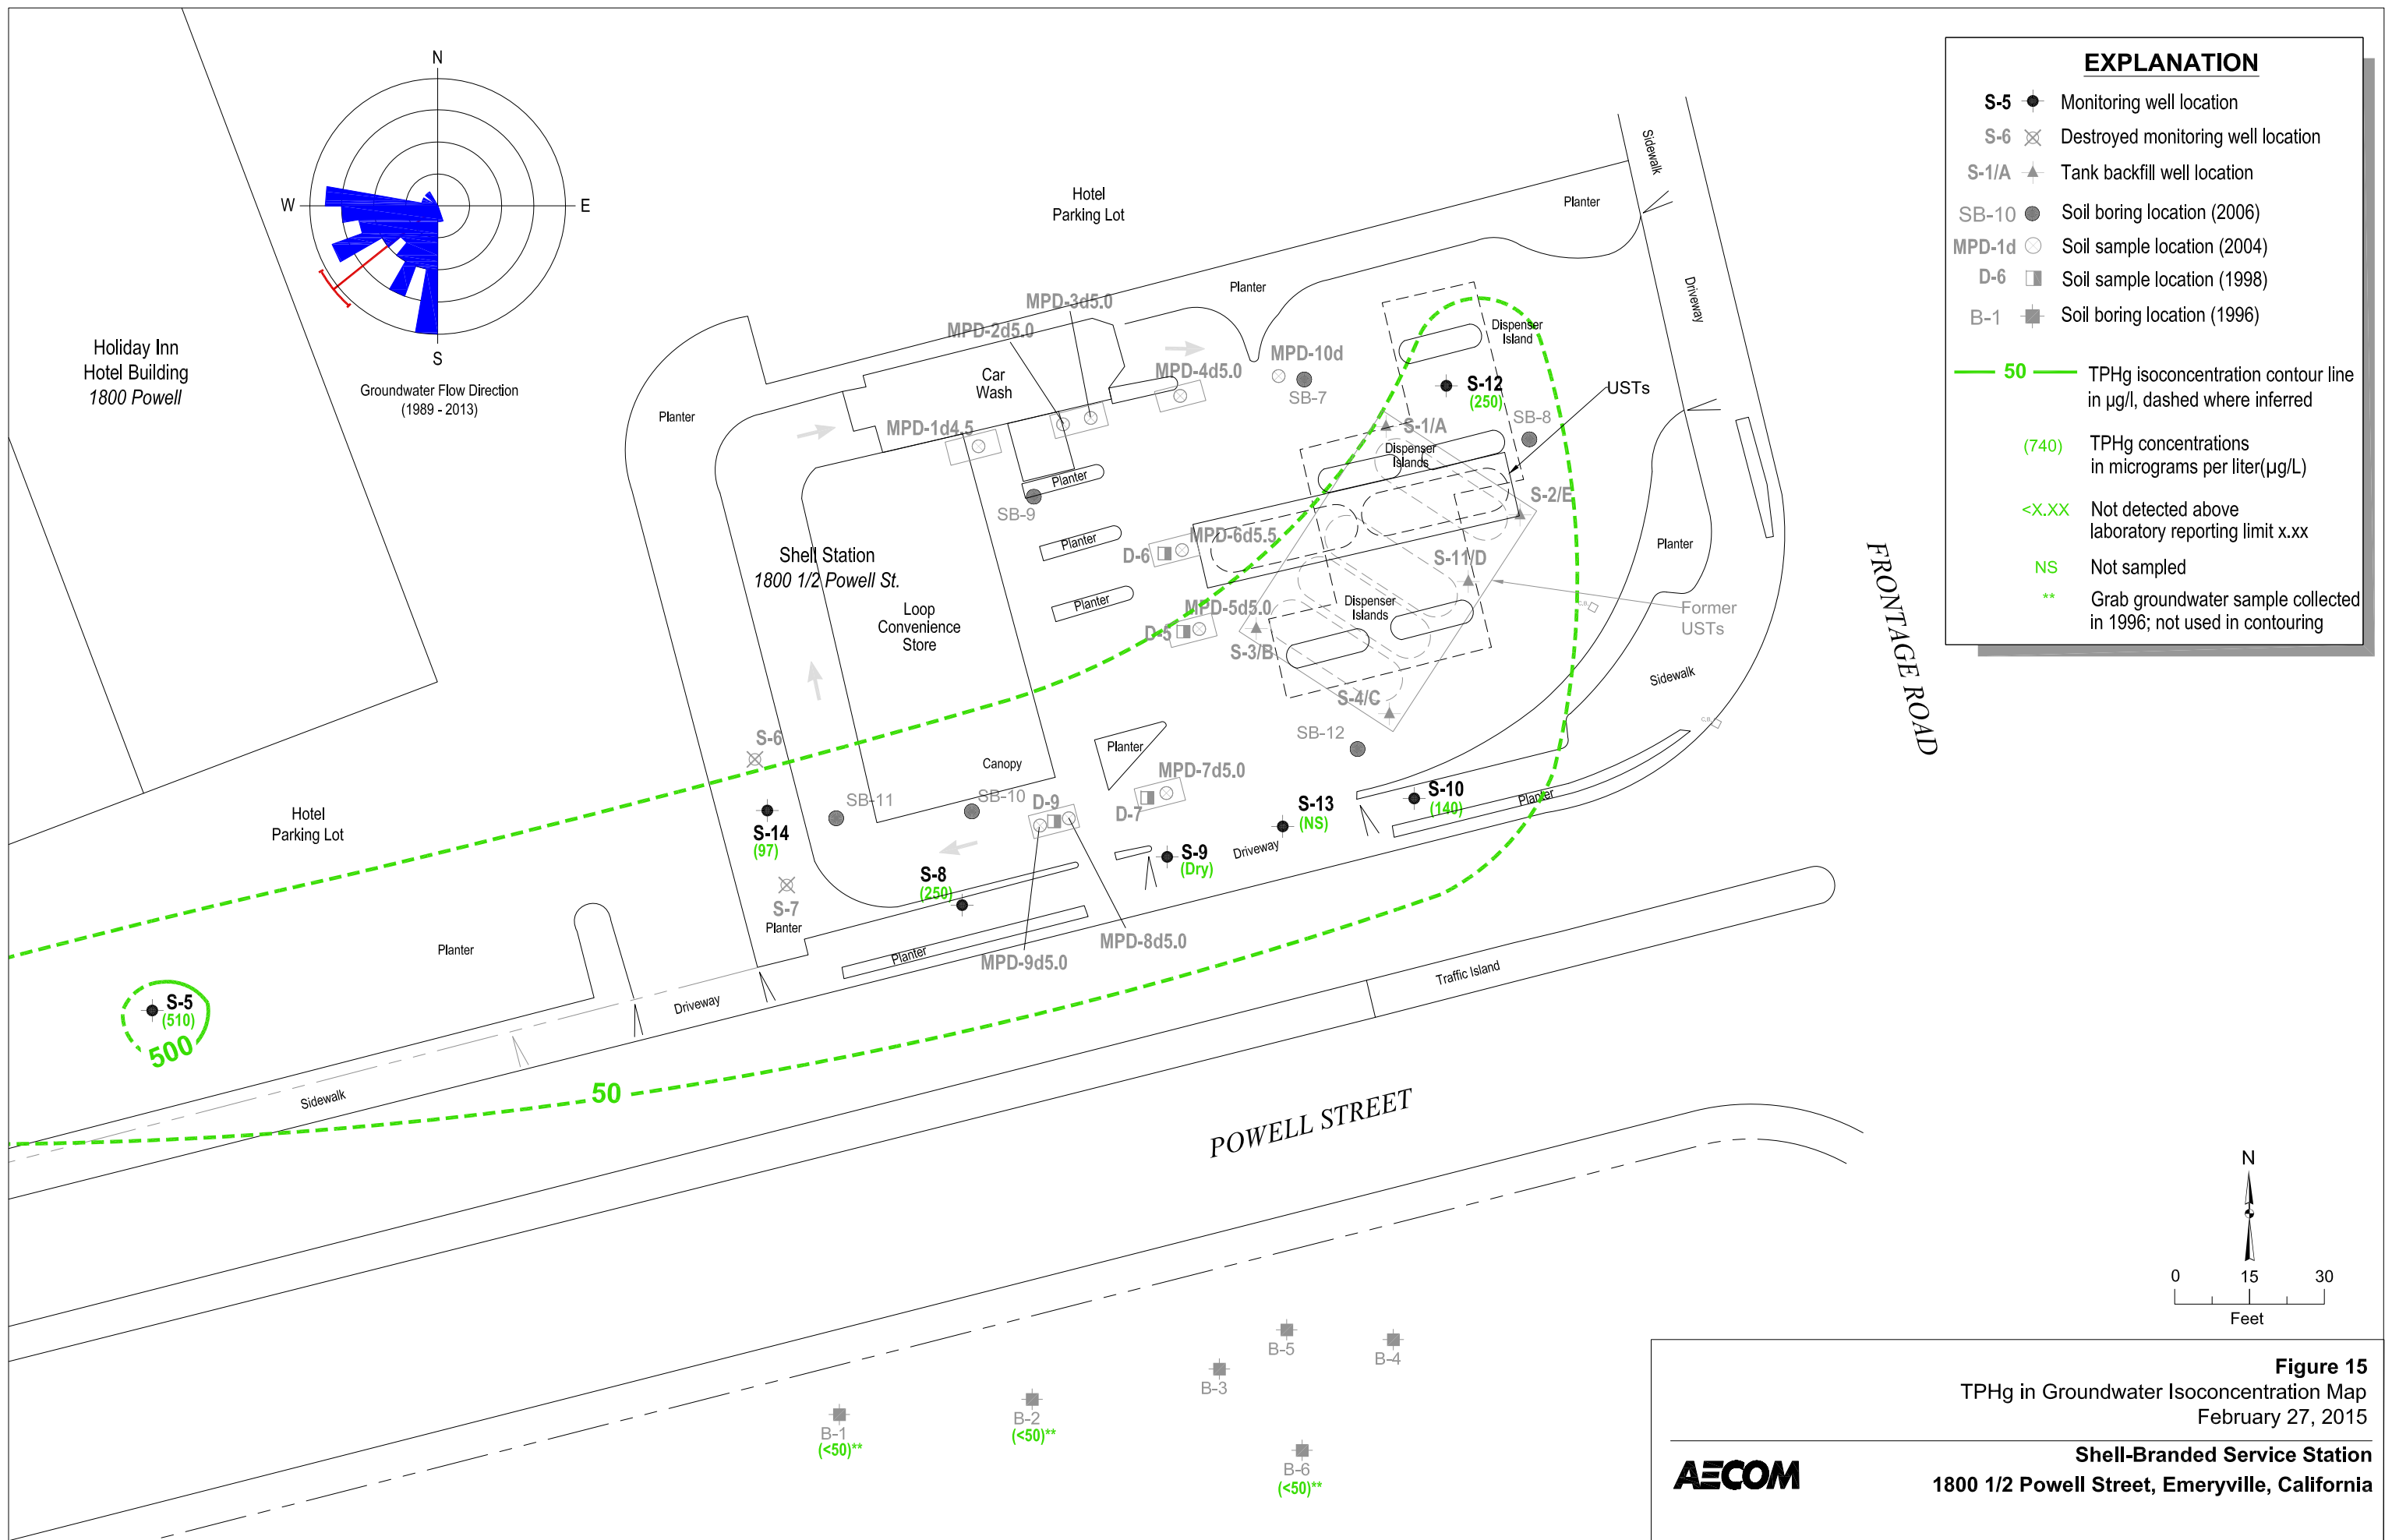 N
W
E
S
Groundwater Flow Direction
(1989 - 2013)
Holiday Inn
Hotel Building
1800 Powell
Hotel
Parking Lot
Sidewalk
Planter
Driveway
Planter
MPD-3d5.0
MPD-2d5.0
Dispenser
Island
MPD-10d
MPD-4d5.0
Car
Wash
SB-7
S-12
(250)
USTs
Planter
SB-8
MPD-1d4.5
S-1/A
Dispenser
Islands
Planter
SB-9
S-2/E
MPD-6d5.5
D-6
Planter
Planter
Shell Station
1800 1/2 Powell St.
S-11/D
Planter
MPD-5d5.0
Dispenser
Islands
Former
USTs
C.B.
Loop
Convenience
Store
D-5
S-3/B
FRONTAGE ROAD
Sidewalk
S-4/C
C.B.
S-6
SB-12
Planter
Canopy
MPD-7d5.0
SB-11
SB-10
D-9
D-7
S-13
(NS)
S-10
(140)
Planter
Hotel
Parking Lot
S-14
(97)
S-9
(Dry)
Driveway
S-8
(250)
S-7
Planter
MPD-8d5.0
Planter
Planter
MPD-9d5.0
Traffic Island
S-5
(510)
500
Driveway
50
Sidewalk
POWELL STREET
B-5
B-4
B-3
B-2
(<50)**
B-1
(<50)**
B-6
(<50)**
EXPLANATION
S-5 Monitoring well location
S-6 Destroyed monitoring well location
S-1/A Tank backfill well location
SB-10 Soil boring location (2006)
MPD-1d Soil sample location (2004)
D-6 Soil sample location (1998)
B-1 Soil boring location (1996)
50 TPHg isoconcentration contour line
in µg/l, dashed where inferred
(740) TPHg concentrations
in micrograms per liter(µg/L)
<X.XX Not detected above
laboratory reporting limit x.xx
NS Not sampled
** Grab groundwater sample collected
in 1996; not used in contouring
N
0 15 30
Feet
Figure 15
TPHg in Groundwater Isoconcentration Map
February 27, 2015
AECOM
Shell-Branded Service Station
1800 1/2 Powell Street, Emeryville, California